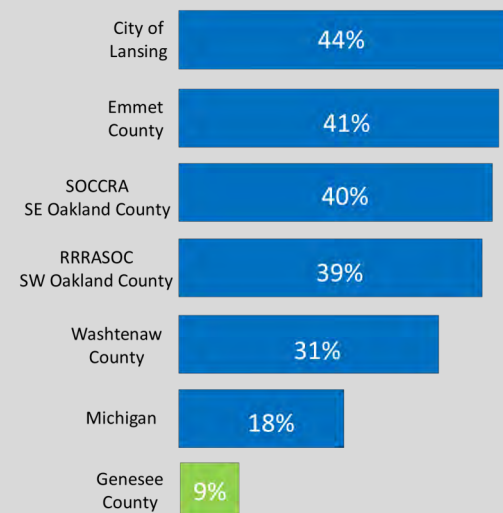 City of
Lansing
44%
Emmet
County
41%
SOCCRA
SE Oakland County
40%
RRRASOC
SW Oakland County
39%
Washtenaw
County
31%
Michigan
18%
Genesee
County
9%